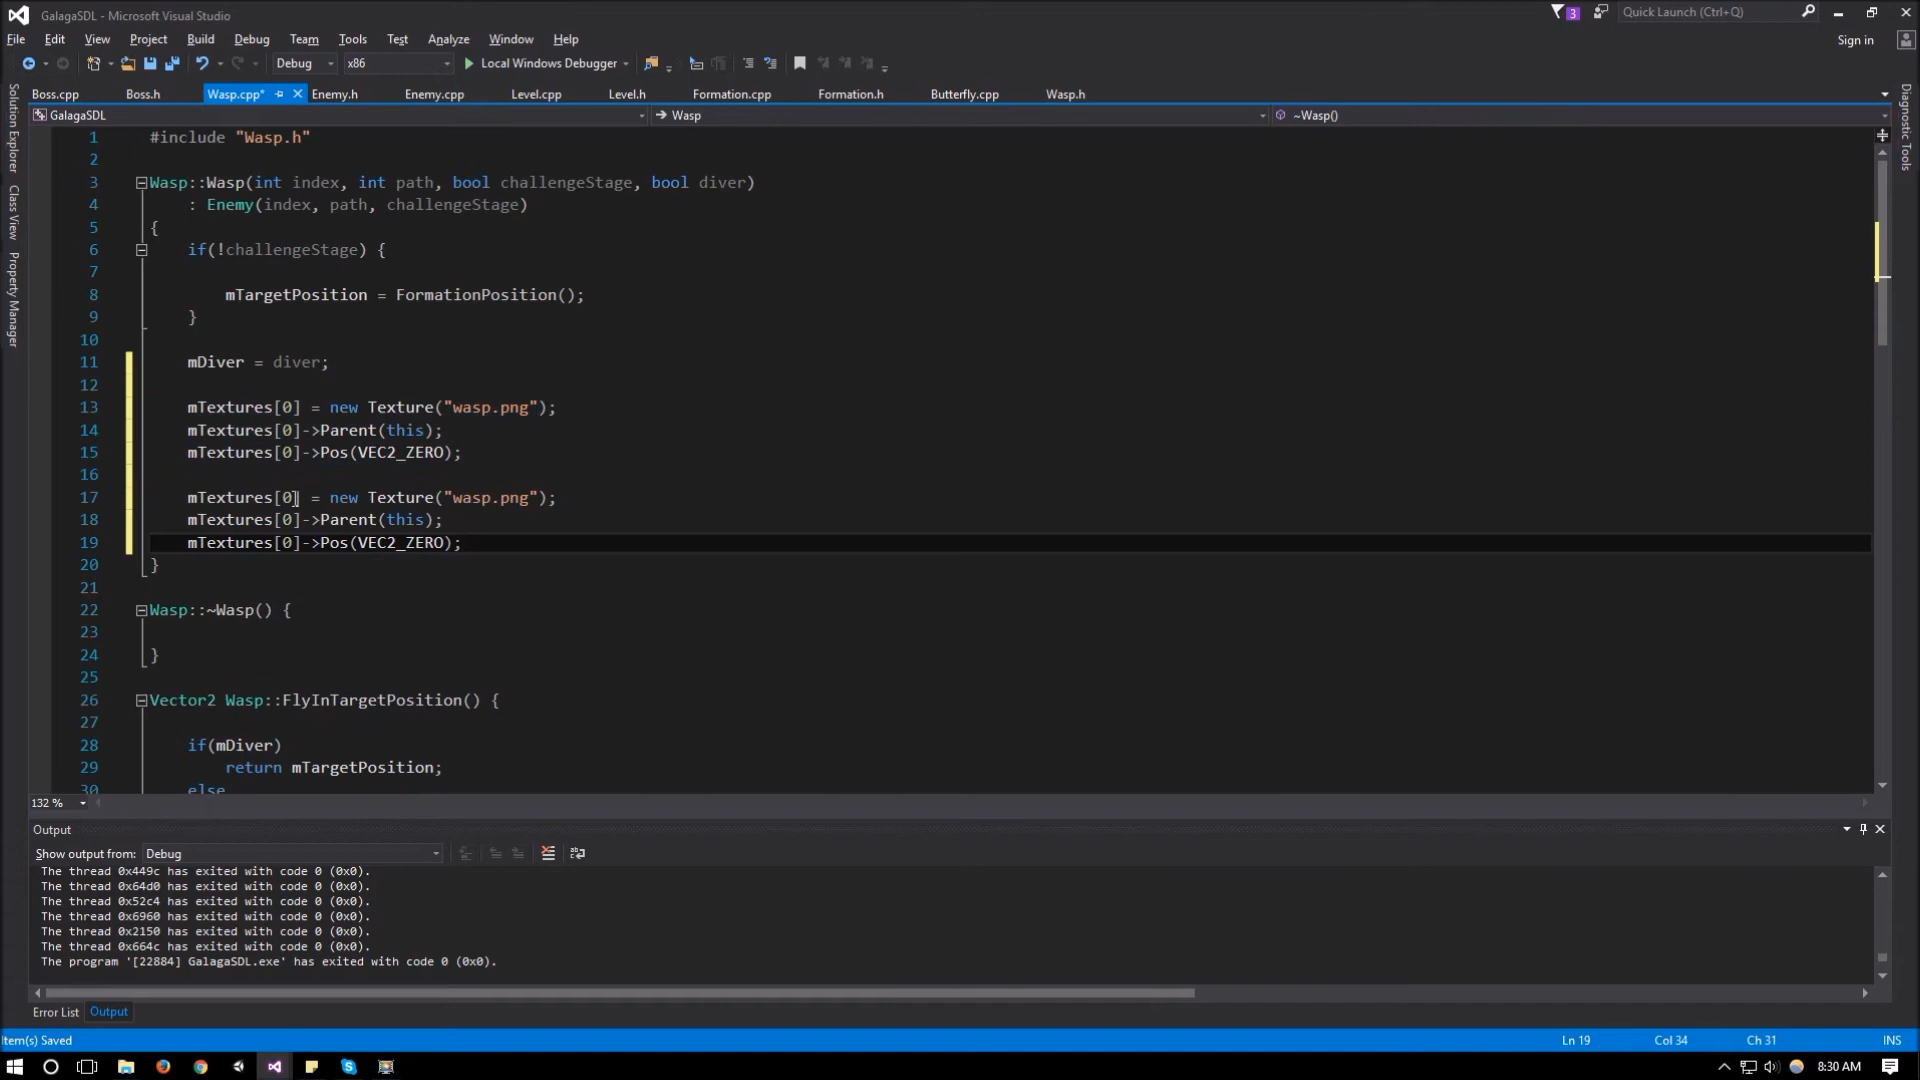 GalagaSDL - Microsoft Visual Studio
3
Quick Launch (Ctrl+Q)
File Edit View Project Build Debug Team Tools Test Analyze Window Help
Sign in
Debug x86 Local Windows Debugger
Boss.cpp Boss.h Wasp.cpp* Enemy.h Enemy.cpp Level.cpp Level.h Formation.cpp Formation.h Butterfly.cpp Wasp.h
GalagaSDL Wasp ~Wasp()
Solution Explorer
Class View
Property Manager
Diagnostic Tools
1 #include "Wasp.h"
2
3 Wasp::Wasp(int index, int path, bool challengeStage, bool diver)
4 : Enemy(index, path, challengeStage)
5 {
6 if(!challengeStage) {
7
8 mTargetPosition = FormationPosition();
9 }
10
11 mDiver = diver;
12
13 mTextures[0] = new Texture("wasp.png");
14 mTextures[0]->Parent(this);
15 mTextures[0]->Pos(VEC2_ZERO);
16
17 mTextures[0] = new Texture("wasp.png");
18 mTextures[0]->Parent(this);
19 mTextures[0]->Pos(VEC2_ZERO);
20 }
21
22 Wasp::~Wasp() {
23
24 }
25
26 Vector2 Wasp::FlyInTargetPosition() {
27
28 if(mDiver)
29 return mTargetPosition;
30 else
132 %
Output
Show output from: Debug
The thread 0x449c has exited with code 0 (0x0).
The thread 0x64d0 has exited with code 0 (0x0).
The thread 0x52c4 has exited with code 0 (0x0).
The thread 0x6960 has exited with code 0 (0x0).
The thread 0x2150 has exited with code 0 (0x0).
The thread 0x664c has exited with code 0 (0x0).
The program '[22884] GalagaSDL.exe' has exited with code 0 (0x0).
Error List Output
Item(s) Saved Ln 19 Col 34 Ch 31 INS
8:30 AM